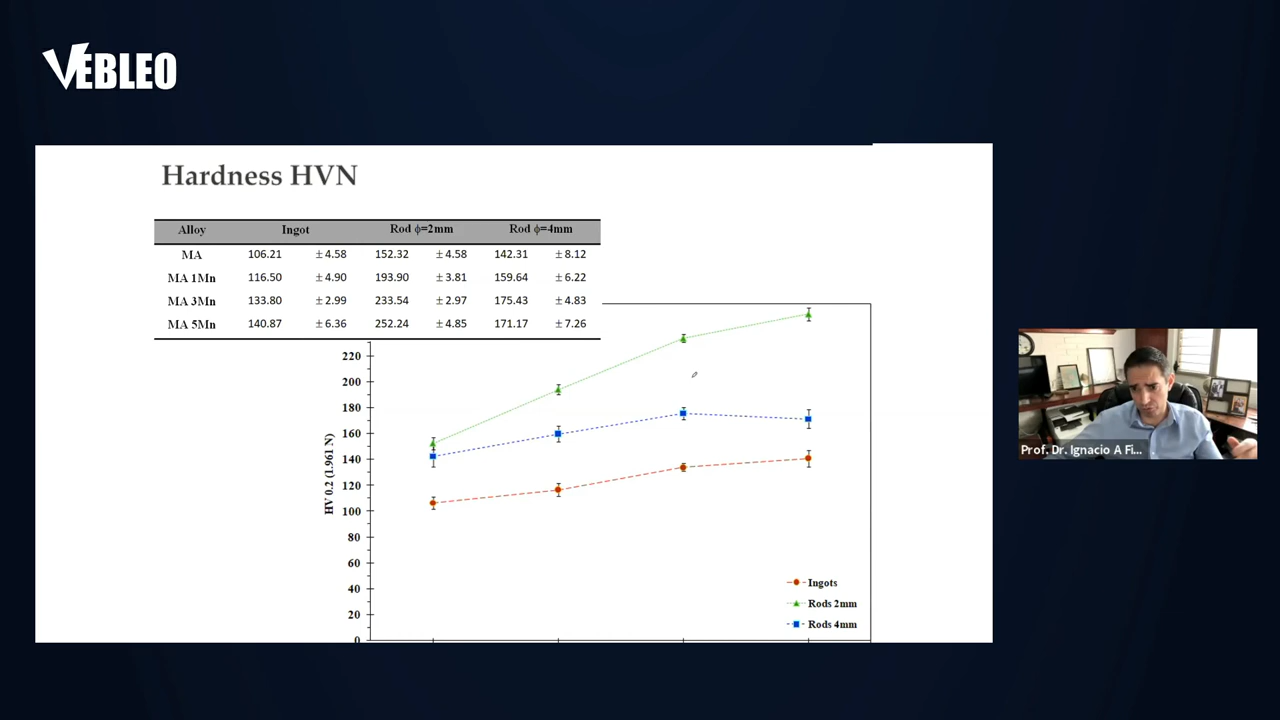 VEBLEO
Hardness HVN
Alloy Ingot Rod ϕ=2mm Rod ϕ=4mm
MA 106.21 ±4.58 152.32 ±4.58 142.31 ±8.12
MA 1Mn 116.50 ±4.90 193.90 ±3.81 159.64 ±6.22
MA 3Mn 133.80 ±2.99 233.54 ±2.97 175.43 ±4.83
MA 5Mn 140.87 ±6.36 252.24 ±4.85 171.17 ±7.26
220
200
180
160
140
120
100
80
60
40
20
0
HV 0.2 (1.961 N)
Ingots
Rods 2mm
Rods 4mm
Prof. Dr. Ignacio A Fi...